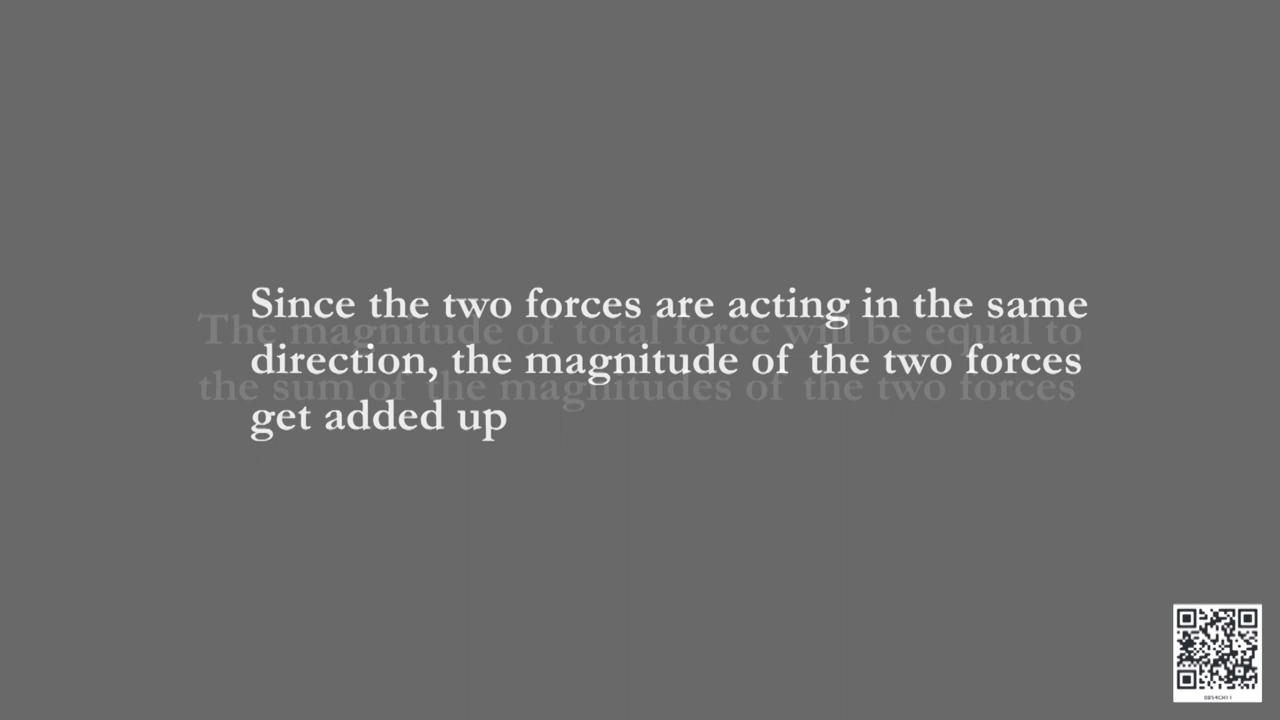 Since the two forces are acting in the same
direction, the magnitude of the two forces
get added up
The magnitude of total force will be equal to
the sum of the magnitudes of the two forces